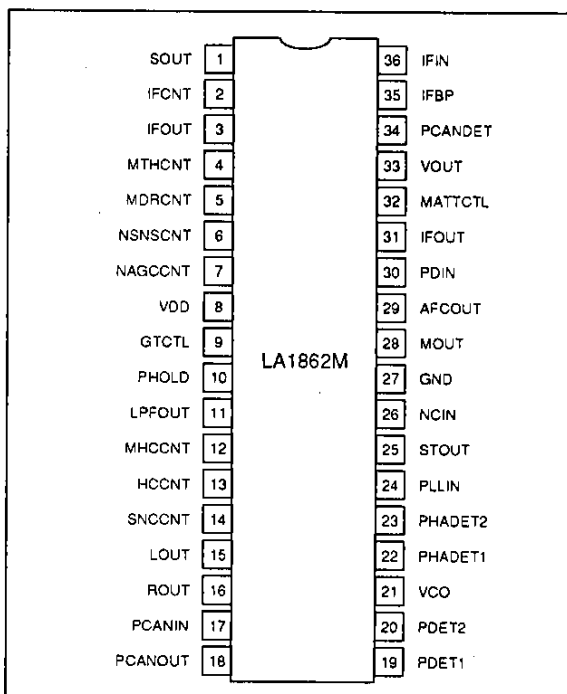 SOUT 1 36 IFIN
IFCNT 2 35 IFBP
IFOUT 3 34 PCANDET
MTHCNT 4 33 VOUT
MDRCNT 5 32 MATTCTL
NSNSCNT 6 31 IFOUT
NAGCCNT 7 30 PDIN
VDD 8 29 AFCOUT
GTCTL 9 28 MOUT
LA1862M
PHOLD 10 27 GND
LPFOUT 11 26 NCIN
MHCCNT 12 25 STOUT
HCCNT 13 24 PLLIN
SNCCNT 14 23 PHADET2
LOUT 15 22 PHADET1
ROUT 16 21 VCO
PCANIN 17 20 PDET2
PCANOUT 18 19 PDET1